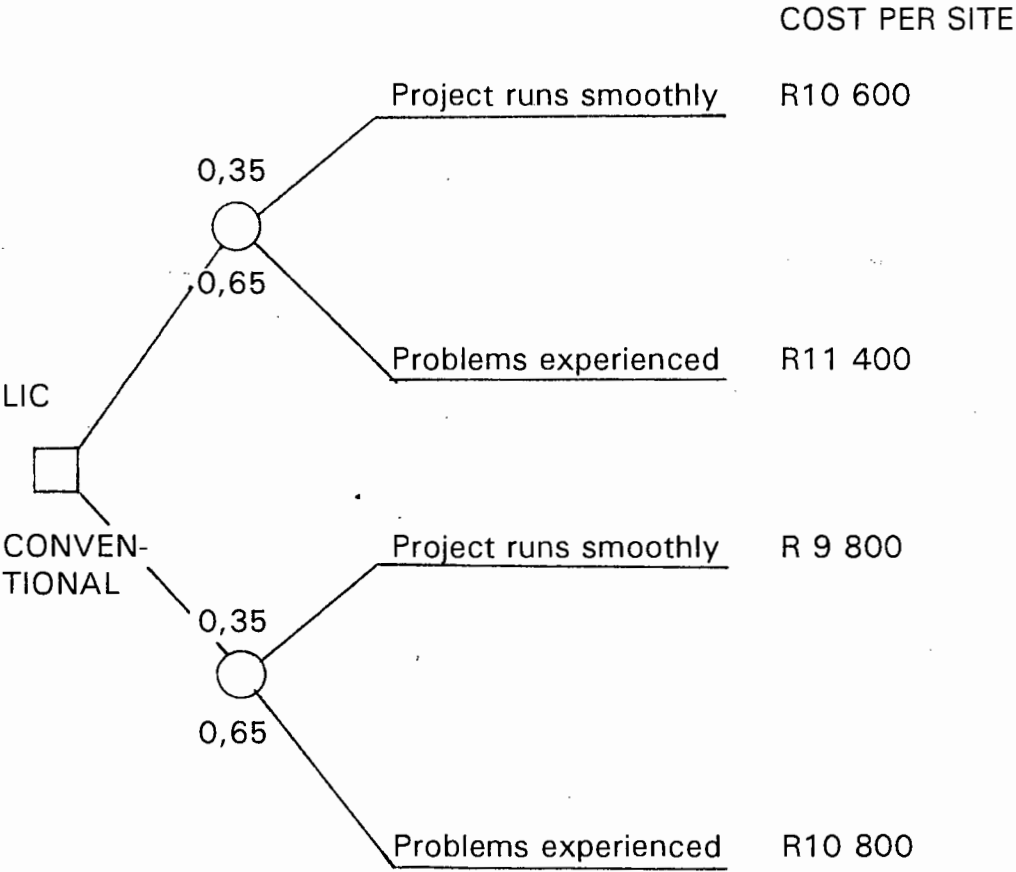 COST PER SITE
Project runs smoothly R10 600
0,35
0,65
Problems experienced R11 400
LIC
CONVEN-
TIONAL
Project runs smoothly R 9 800
0,35
0,65
Problems experienced R10 800